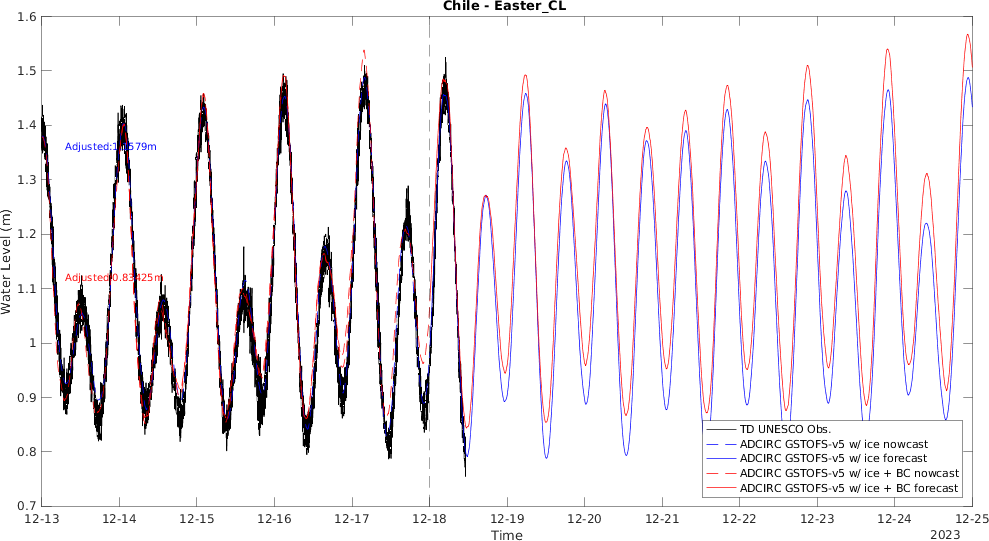 Chile - Easter_CL
1.6
1.5
1.4
1.3
1.2
1.1
1
0.9
0.8
0.7
Water Level (m)
Adjusted:0.83425m
TD UNESCO Obs.
ADCIRC GSTOFS-v5 w/ ice nowcast
ADCIRC GSTOFS-v5 w/ ice forecast
ADCIRC GSTOFS-v5 w/ ice + BC nowcast
ADCIRC GSTOFS-v5 w/ ice + BC forecast
12-13 12-14 12-15 12-16 12-17 12-18 12-19 12-20 12-21 12-22 12-23 12-24 12-25
Time
2023